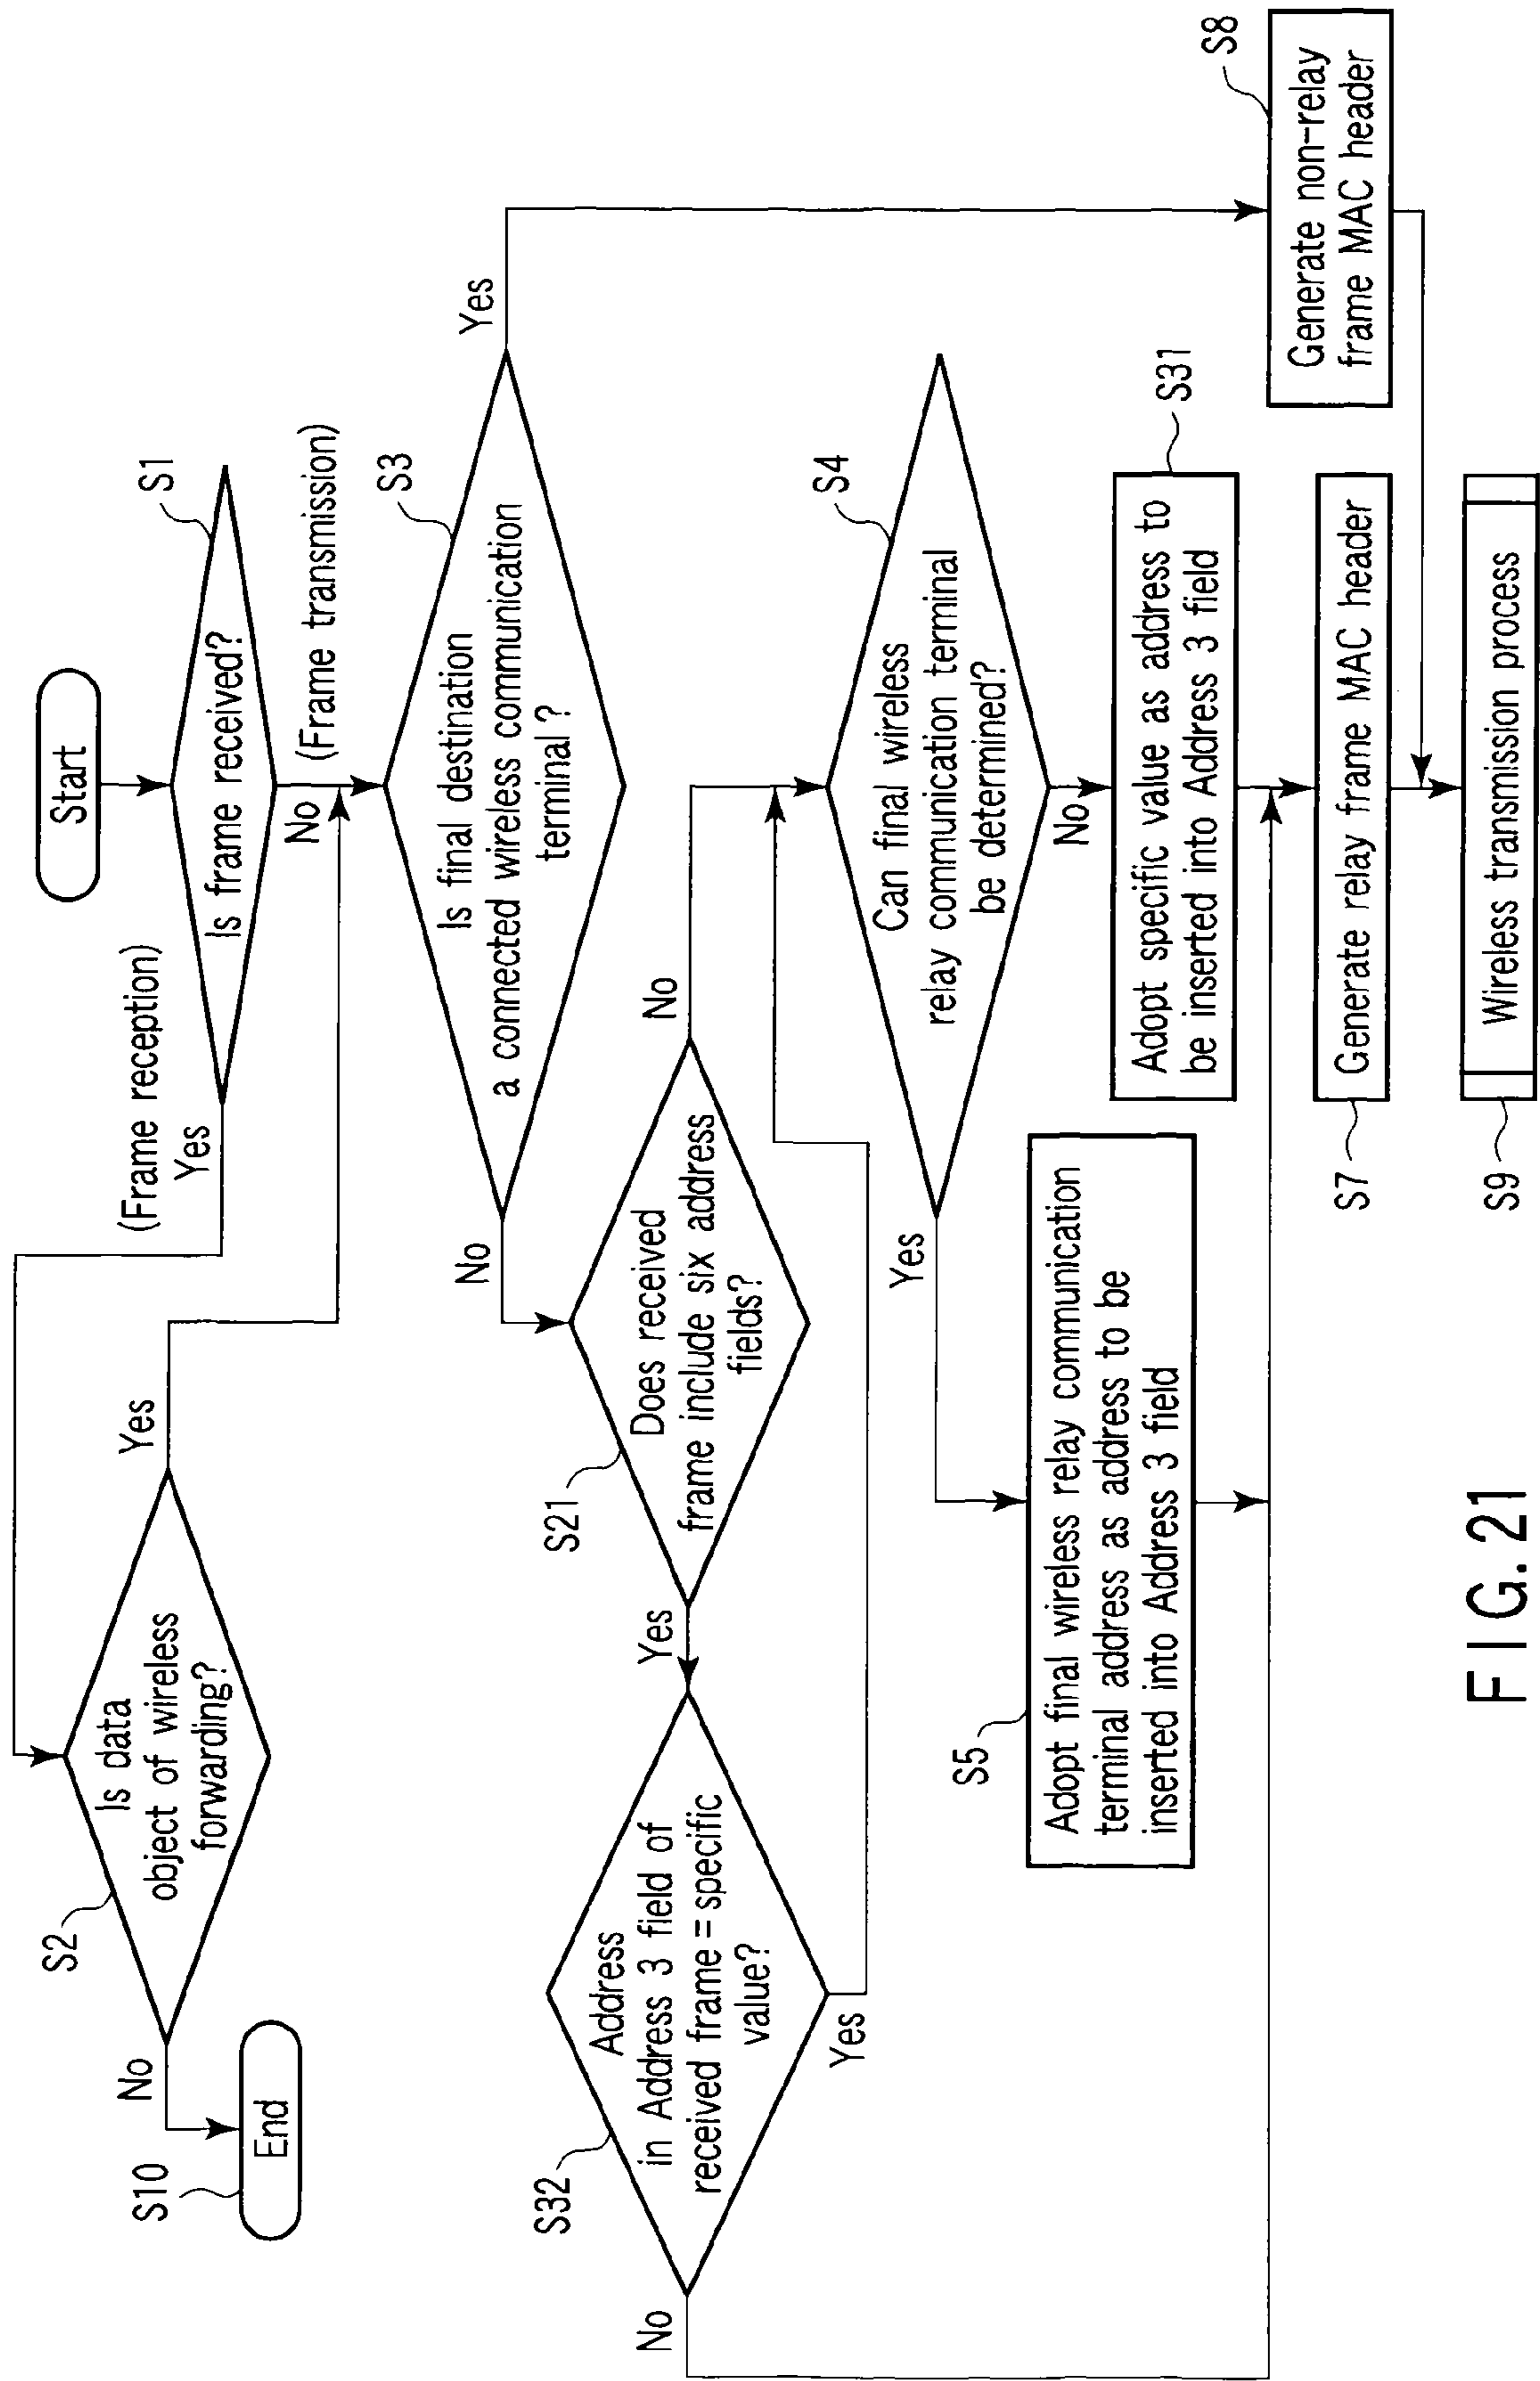 Start
S1
Is frame received?
(Frame reception)
Yes
No
(Frame transmission)
S2
Is data
object of wireless
forwarding?
Yes
No
S10
End
S3
Is final destination
a connected wireless communication
terminal ?
Yes
No
S21
Does received
frame include six address
fields?
No
Yes
S32
Address
in Address 3 field of
received frame = specific
value?
Yes
No
S4
Can final wireless
relay communication terminal
be determined?
Yes
No
S5
Adopt final wireless relay communication
terminal address as address to be
inserted into Address 3 field
S31
Adopt specific value as address to
be inserted into Address 3 field
S8
Generate non-relay
frame MAC header
S7
Generate relay frame MAC header
S9
Wireless transmission process
FIG. 21